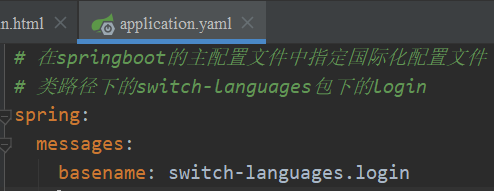 n.html
application.yaml
# 在springboot的主配置文件中指定国际化配置文件
# 类路径下的switch-languages包下的login
spring:
messages:
basename: switch-languages.login